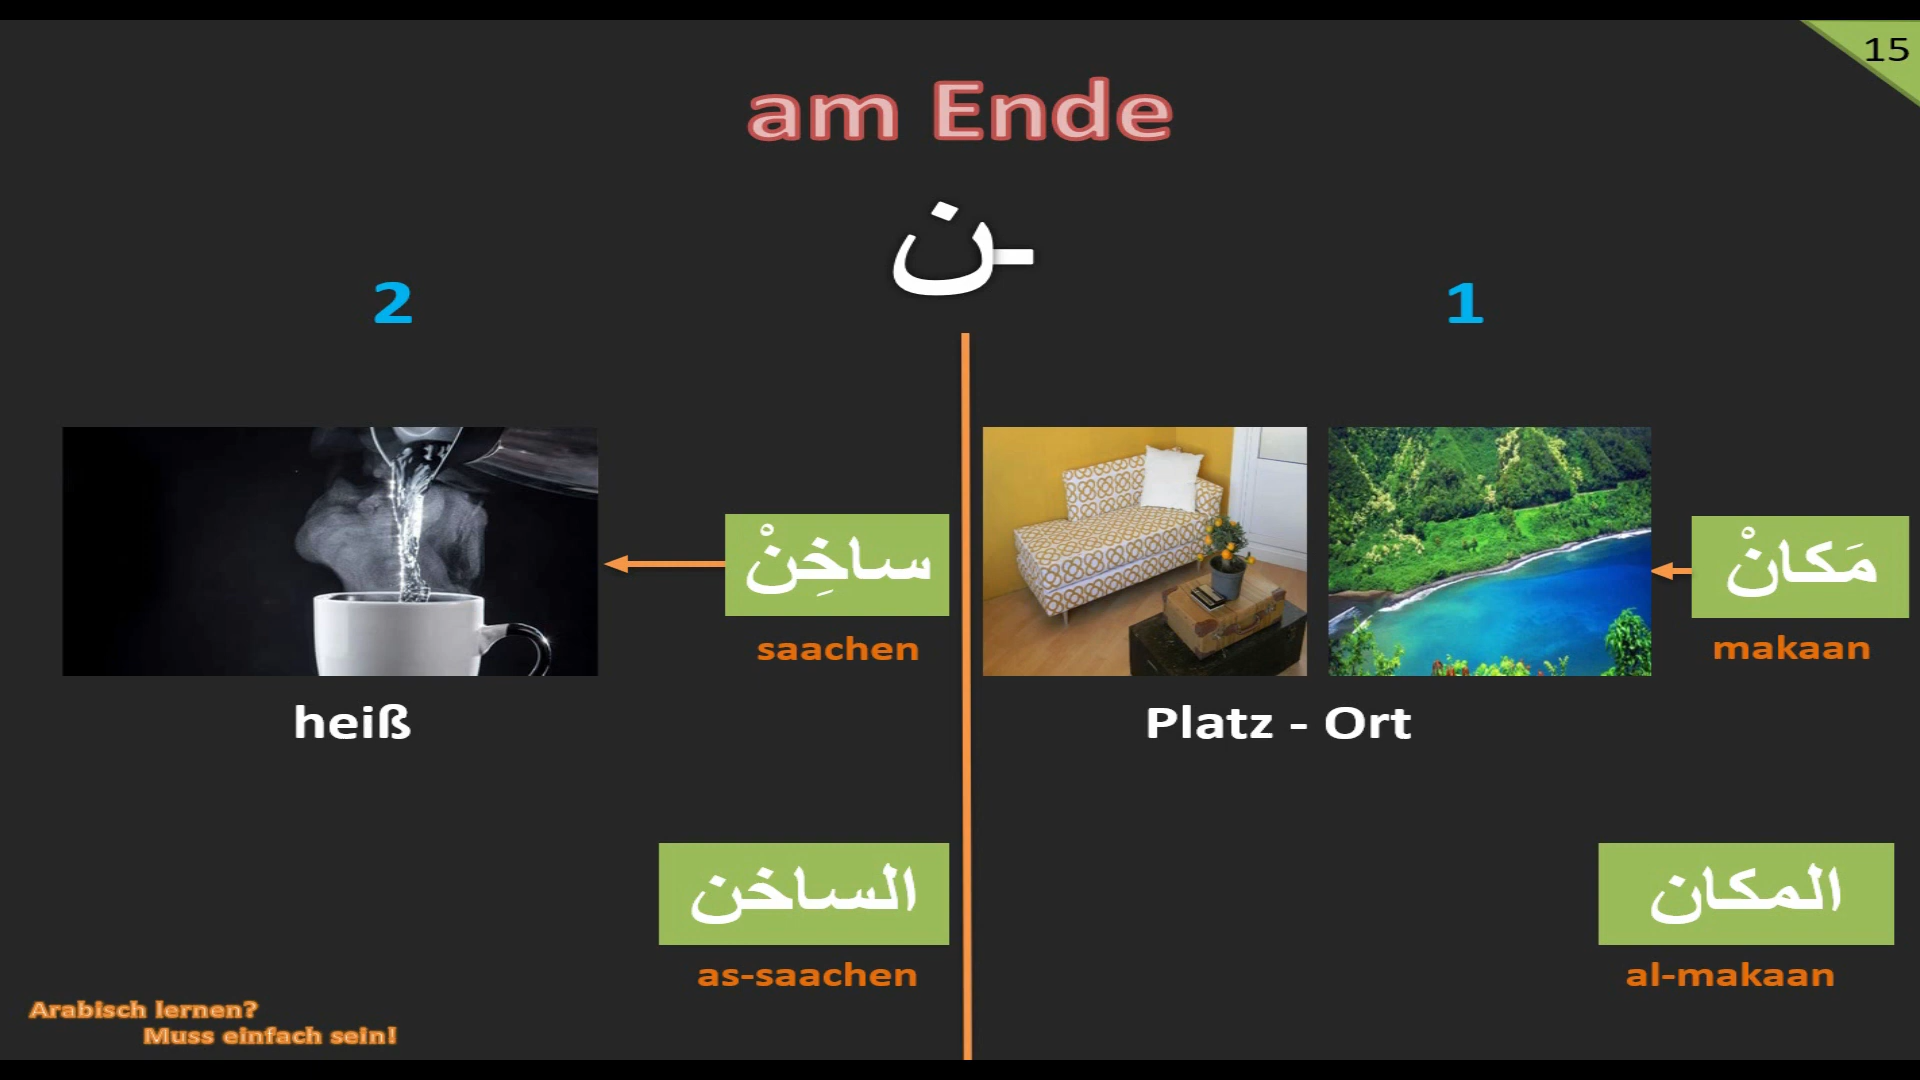 15
am Ende
ـن
1
مَكانْ
makaan
Platz - Ort
المكان
al-makaan
2
ساخِنْ
saachen
heiß
الساخن
as-saachen
Arabisch lernen?
Muss einfach sein!